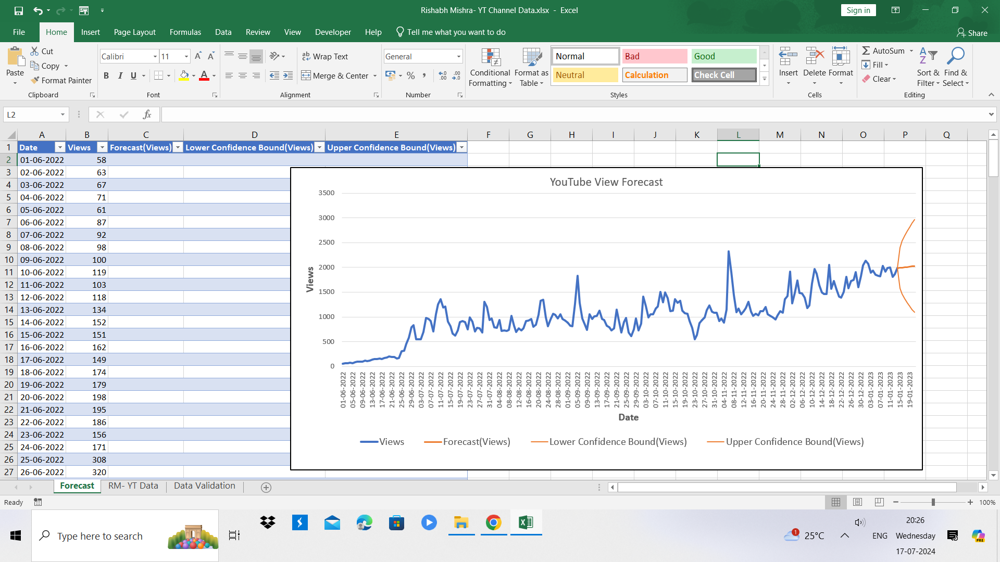 Rishabh Mishra- YT Channel Data.xlsx - Excel
Sign in
File Home Insert Page Layout Formulas Data Review View Developer Help Tell me what you want to do
Share
Paste
Cut
Copy
Format Painter
Clipboard
Calibri 11 A A
B I U A
Font
ab Wrap Text
Merge & Center
Alignment
General
% , .00 .00
Number
Conditional Formatting
Format as Table
Normal Bad Good
Neutral Calculation Check Cell
Styles
Insert Delete Format
Cells
AutoSum
Fill
Clear
Sort & Filter
Find & Select
Editing
L2 fx
A B C D E F G H I J K L M N O P Q
1 Date Views Forecast(Views) Lower Confidence Bound(Views) Upper Confidence Bound(Views)
2 01-06-2022 58
3 02-06-2022 63
4 03-06-2022 67
5 04-06-2022 71
6 05-06-2022 61
7 06-06-2022 87
8 07-06-2022 92
9 08-06-2022 98
10 09-06-2022 100
11 10-06-2022 119
12 11-06-2022 103
13 12-06-2022 118
14 13-06-2022 134
15 14-06-2022 152
16 15-06-2022 151
17 16-06-2022 162
18 17-06-2022 149
19 18-06-2022 174
20 19-06-2022 179
21 20-06-2022 198
22 21-06-2022 195
23 22-06-2022 186
24 23-06-2022 156
25 24-06-2022 171
26 25-06-2022 308
27 26-06-2022 320
YouTube View Forecast
3500
3000
2500
2000
1500
1000
500
0
Views
01-06-2022
05-06-2022
09-06-2022
13-06-2022
17-06-2022
21-06-2022
25-06-2022
29-06-2022
03-07-2022
07-07-2022
11-07-2022
15-07-2022
19-07-2022
23-07-2022
27-07-2022
31-07-2022
04-08-2022
08-08-2022
12-08-2022
16-08-2022
20-08-2022
24-08-2022
28-08-2022
01-09-2022
05-09-2022
09-09-2022
13-09-2022
17-09-2022
21-09-2022
25-09-2022
29-09-2022
03-10-2022
07-10-2022
11-10-2022
15-10-2022
19-10-2022
23-10-2022
27-10-2022
31-10-2022
04-11-2022
08-11-2022
12-11-2022
16-11-2022
20-11-2022
24-11-2022
28-11-2022
02-12-2022
06-12-2022
10-12-2022
14-12-2022
18-12-2022
22-12-2022
26-12-2022
30-12-2022
03-01-2023
07-01-2023
11-01-2023
15-01-2023
19-01-2023
Date
Views Forecast(Views) Lower Confidence Bound(Views) Upper Confidence Bound(Views)
Forecast RM- YT Data Data Validation
Ready
100%
Type here to search
1 25°C
ENG
20:26
Wednesday
17-07-2024
PRE